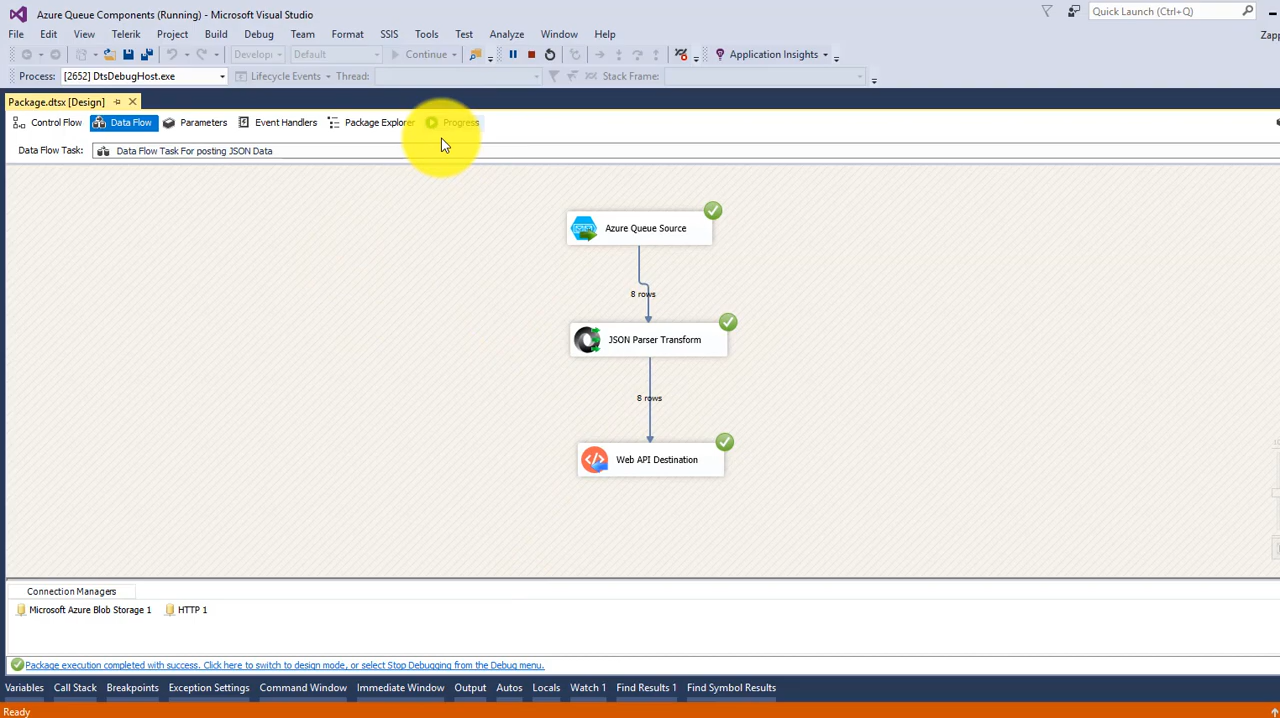 Azure Queue Components (Running) - Microsoft Visual Studio
Quick Launch (Ctrl+Q)
File Edit View Telerik Project Build Debug Team Format SSIS Tools Test Analyze Window Help
Zapp
Develop Default Continue Application Insights
Process: [2652] DtsDebugHost.exe Lifecycle Events Thread: Stack Frame:
Package.dtsx [Design]
Control Flow Data Flow Parameters Event Handlers Package Explorer Progress
Data Flow Task: Data Flow Task For posting JSON Data
Azure Queue Source
8 rows
JSON Parser Transform
8 rows
Web API Destination
Connection Managers
Microsoft Azure Blob Storage 1 HTTP 1
Package execution completed with success. Click here to switch to design mode, or select Stop Debugging from the Debug menu.
Variables Call Stack Breakpoints Exception Settings Command Window Immediate Window Output Autos Locals Watch 1 Find Results 1 Find Symbol Results
Ready